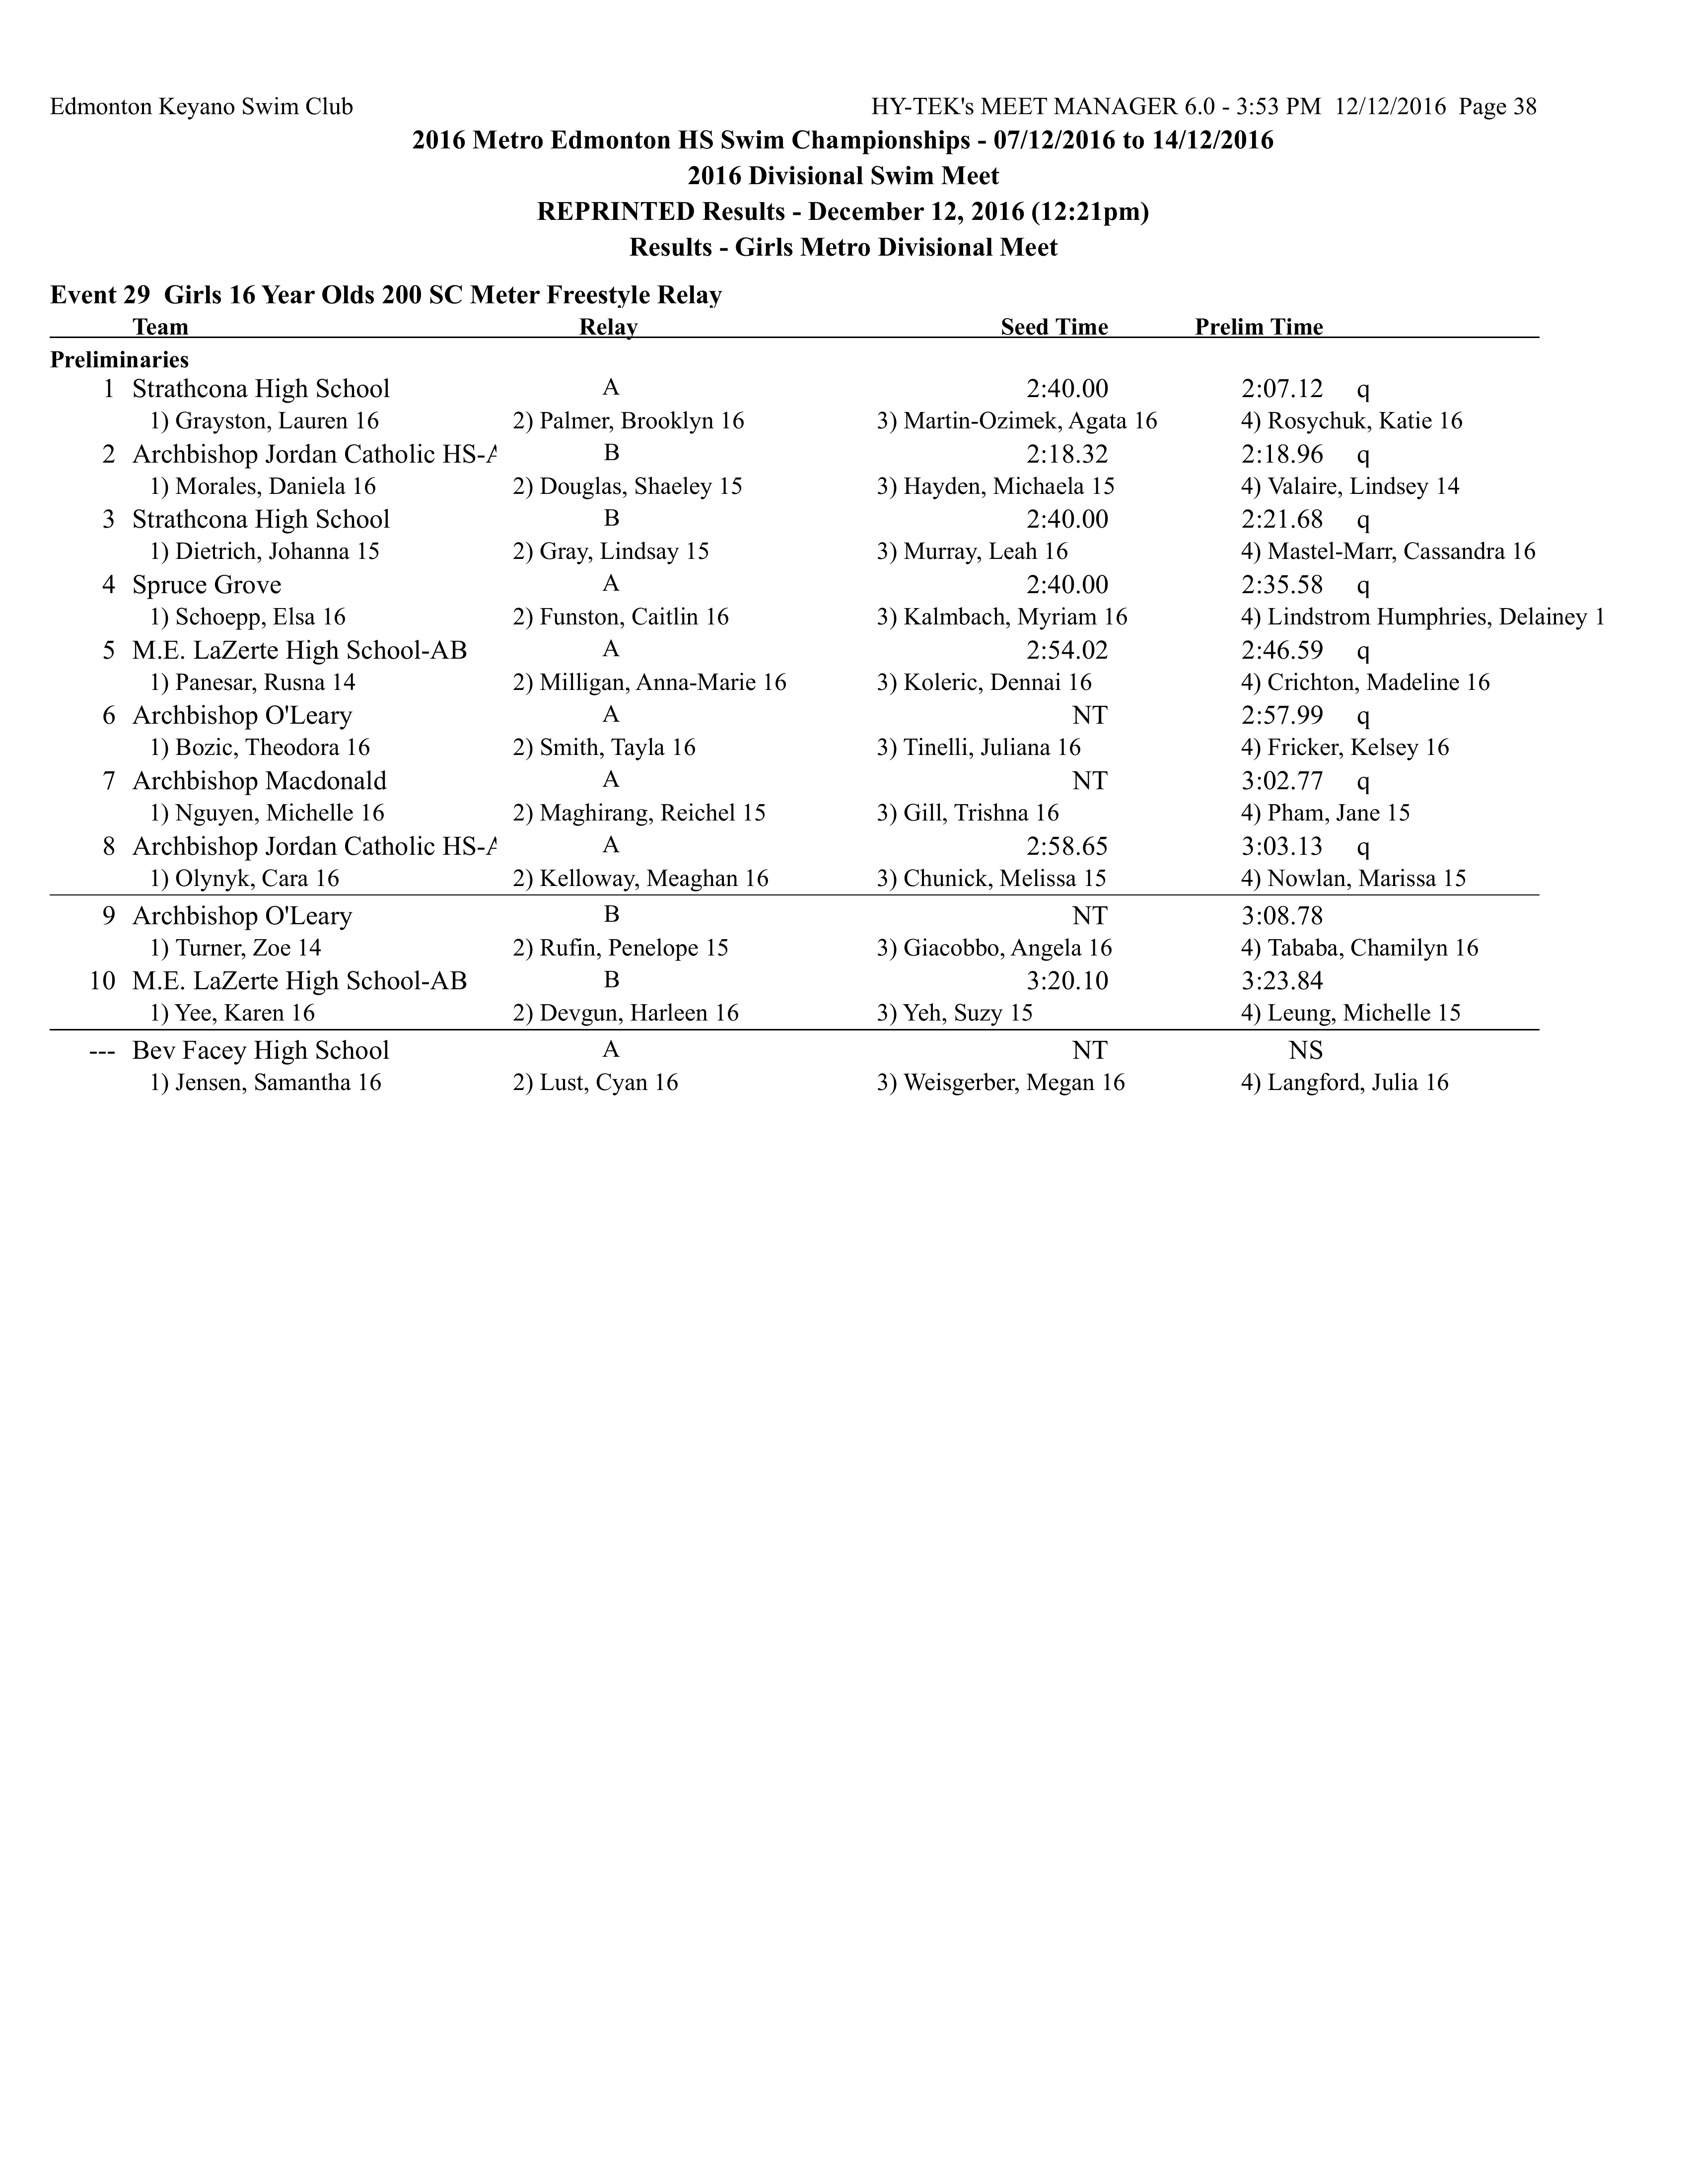 Edmonton Keyano Swim Club HY-TEK's MEET MANAGER 6.0 - 3:53 PM 12/12/2016 Page 38
2016 Metro Edmonton HS Swim Championships - 07/12/2016 to 14/12/2016
2016 Divisional Swim Meet
REPRINTED Results - December 12, 2016 (12:21pm)
Results - Girls Metro Divisional Meet
Event 29 Girls 16 Year Olds 200 SC Meter Freestyle Relay
Team Relay Seed Time Prelim Time
Preliminaries
1 Strathcona High School A 2:40.00 2:07.12 q
1) Grayston, Lauren 16 2) Palmer, Brooklyn 16 3) Martin-Ozimek, Agata 16 4) Rosychuk, Katie 16
2 Archbishop Jordan Catholic HS-A B 2:18.32 2:18.96 q
1) Morales, Daniela 16 2) Douglas, Shaeley 15 3) Hayden, Michaela 15 4) Valaire, Lindsey 14
3 Strathcona High School B 2:40.00 2:21.68 q
1) Dietrich, Johanna 15 2) Gray, Lindsay 15 3) Murray, Leah 16 4) Mastel-Marr, Cassandra 16
4 Spruce Grove A 2:40.00 2:35.58 q
1) Schoepp, Elsa 16 2) Funston, Caitlin 16 3) Kalmbach, Myriam 16 4) Lindstrom Humphries, Delainey 1
5 M.E. LaZerte High School-AB A 2:54.02 2:46.59 q
1) Panesar, Rusna 14 2) Milligan, Anna-Marie 16 3) Koleric, Dennai 16 4) Crichton, Madeline 16
6 Archbishop O'Leary A NT 2:57.99 q
1) Bozic, Theodora 16 2) Smith, Tayla 16 3) Tinelli, Juliana 16 4) Fricker, Kelsey 16
7 Archbishop Macdonald A NT 3:02.77 q
1) Nguyen, Michelle 16 2) Maghirang, Reichel 15 3) Gill, Trishna 16 4) Pham, Jane 15
8 Archbishop Jordan Catholic HS-A A 2:58.65 3:03.13 q
1) Olynyk, Cara 16 2) Kelloway, Meaghan 16 3) Chunick, Melissa 15 4) Nowlan, Marissa 15
9 Archbishop O'Leary B NT 3:08.78
1) Turner, Zoe 14 2) Rufin, Penelope 15 3) Giacobbo, Angela 16 4) Tababa, Chamilyn 16
10 M.E. LaZerte High School-AB B 3:20.10 3:23.84
1) Yee, Karen 16 2) Devgun, Harleen 16 3) Yeh, Suzy 15 4) Leung, Michelle 15
--- Bev Facey High School A NT NS
1) Jensen, Samantha 16 2) Lust, Cyan 16 3) Weisgerber, Megan 16 4) Langford, Julia 16